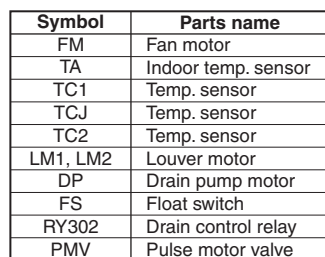 Symbol Parts name
FM Fan motor
TA Indoor temp. sensor
TC1 Temp. sensor
TCJ Temp. sensor
TC2 Temp. sensor
LM1, LM2 Louver motor
DP Drain pump motor
FS Float switch
RY302 Drain control relay
PMV Pulse motor valve